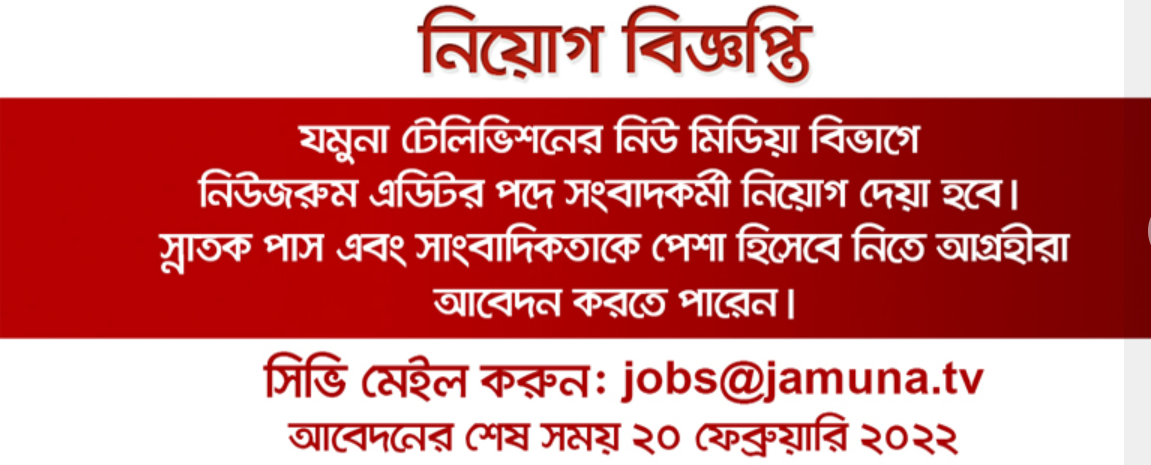 নিয়োগ বিজ্ঞপ্তি
যমুনা টেলিভিশনের নিউ মিডিয়া বিভাগে
নিউজরুম এডিটর পদে সংবাদকর্মী নিয়োগ দেয়া হবে।
স্নাতক পাস এবং সাংবাদিকতাকে পেশা হিসেবে নিতে আগ্রহীরা
আবেদন করতে পারেন।
সিভি মেইল করুন: jobs@jamuna.tv
আবেদনের শেষ সময় ২০ ফেব্রুয়ারি ২০২২